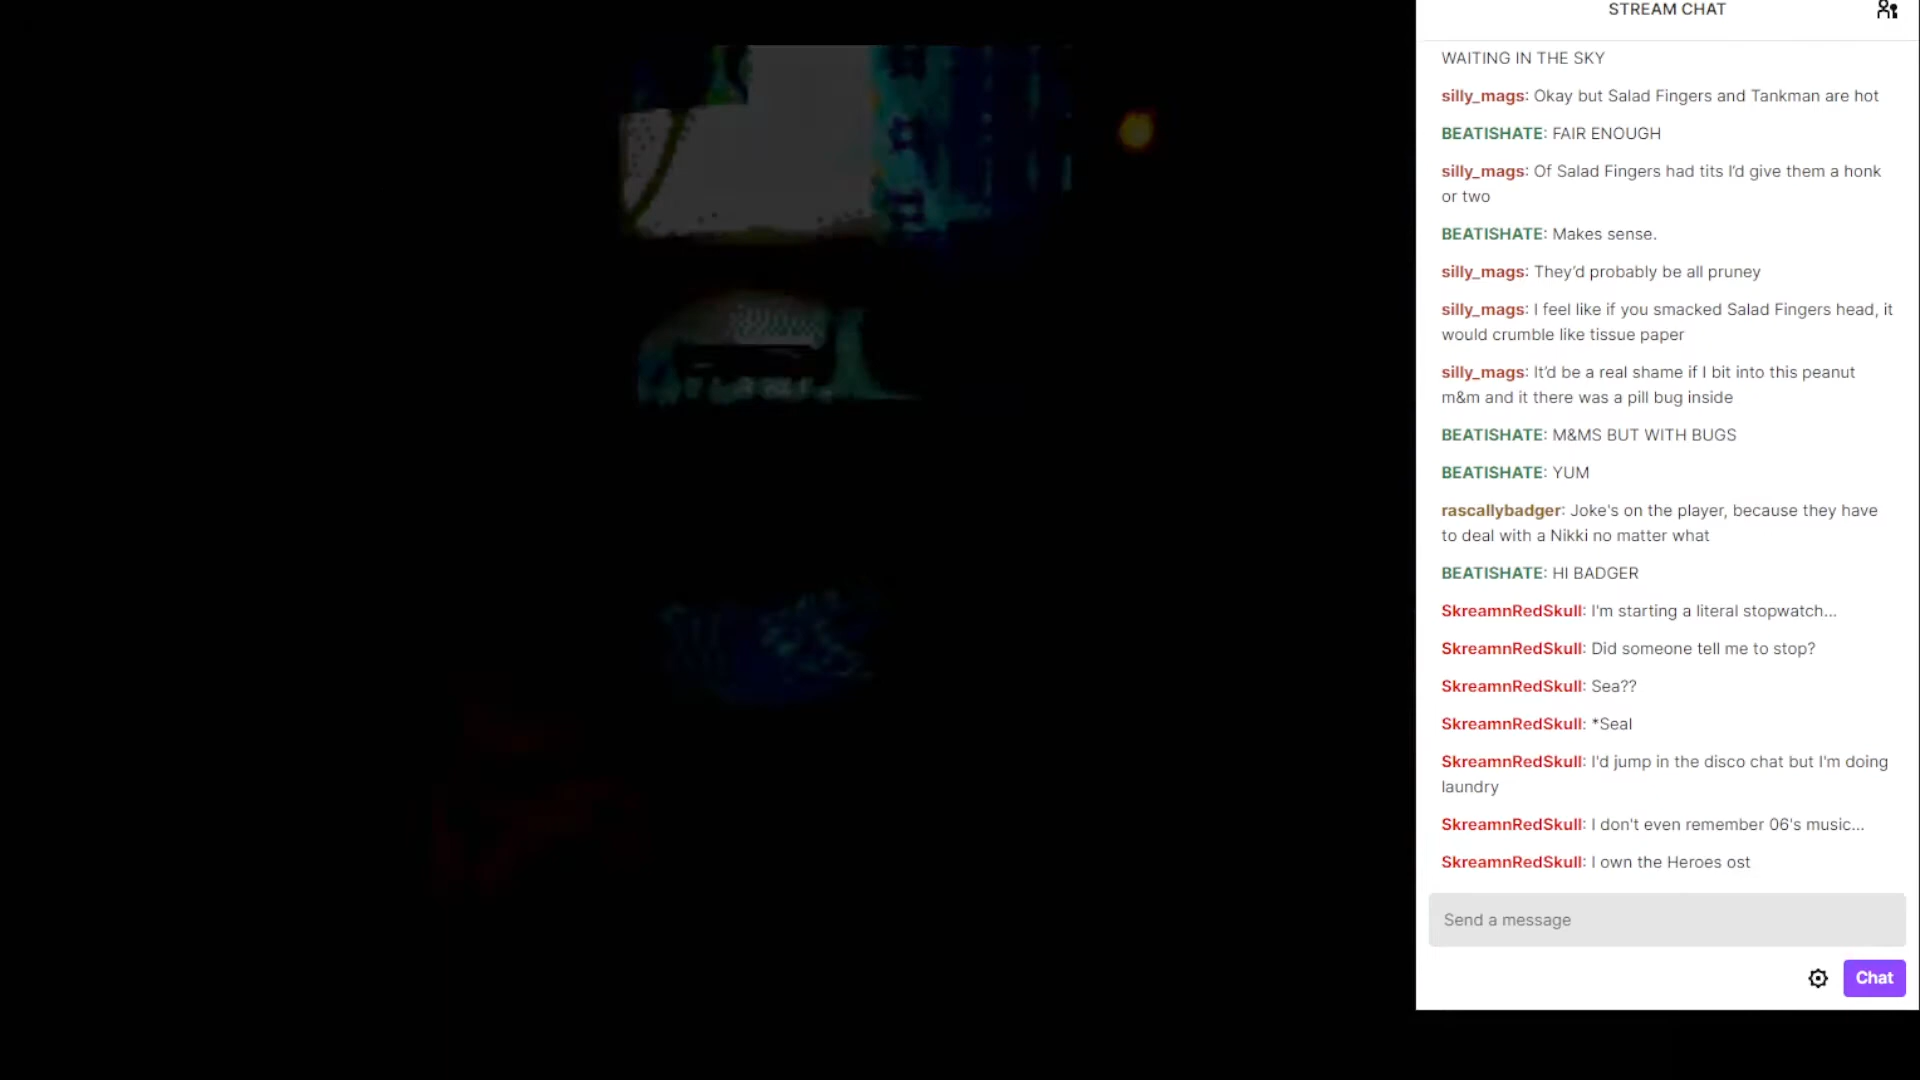 STREAM CHAT
WAITING IN THE SKY
silly_mags: Okay but Salad Fingers and Tankman are hot
BEATISHATE: FAIR ENOUGH
silly_mags: Of Salad Fingers had tits I'd give them a honk
or two
BEATISHATE: Makes sense.
silly_mags: They'd probably be all pruney
silly_mags: I feel like if you smacked Salad Fingers head, it
would crumble like tissue paper
silly_mags: It'd be a real shame if I bit into this peanut
m&m and it there was a pill bug inside
BEATISHATE: M&MS BUT WITH BUGS
BEATISHATE: YUM
rascallybadger: Joke's on the player, because they have
to deal with a Nikki no matter what
BEATISHATE: HI BADGER
SkreamnRedSkull: I'm starting a literal stopwatch...
SkreamnRedSkull: Did someone tell me to stop?
SkreamnRedSkull: Sea??
SkreamnRedSkull: *Seal
SkreamnRedSkull: I'd jump in the disco chat but I'm doing
laundry
SkreamnRedSkull: I don't even remember 06's music...
SkreamnRedSkull: I own the Heroes ost
Send a message
Chat